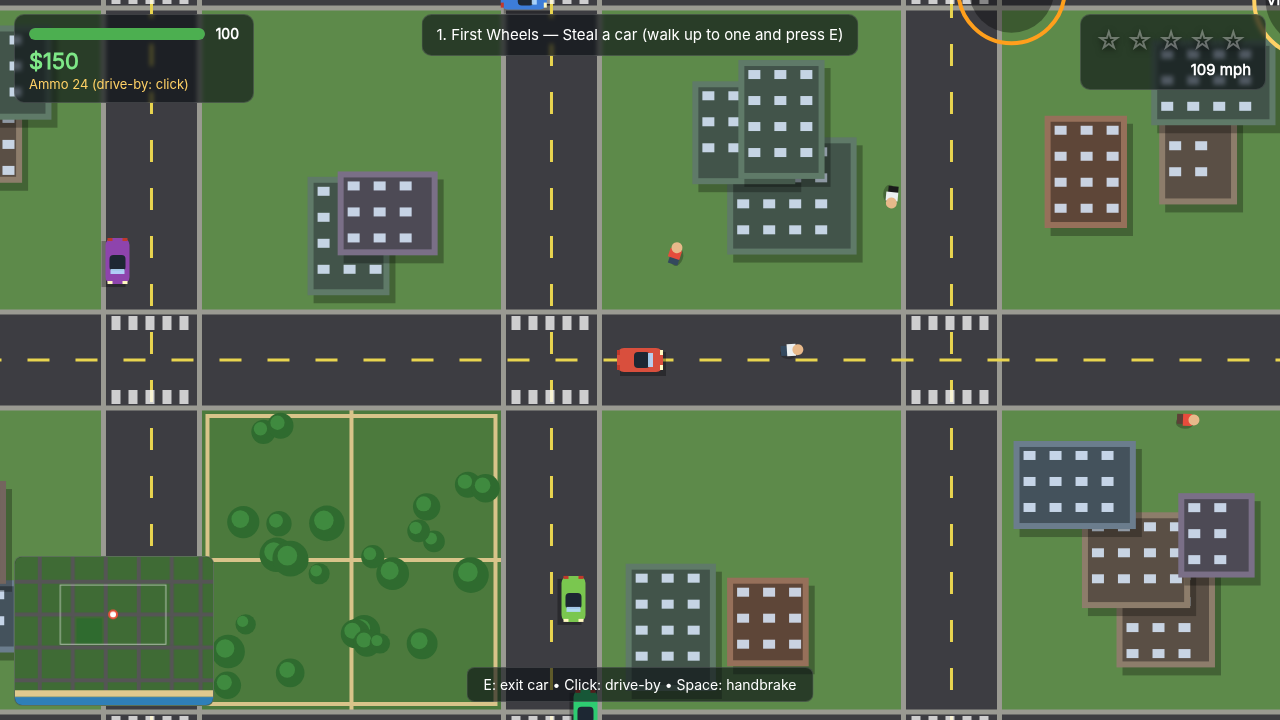 100
$150
Ammo 24 (drive-by: click)
1. First Wheels — Steal a car (walk up to one and press E)
109 mph
E: exit car • Click: drive-by • Space: handbrake